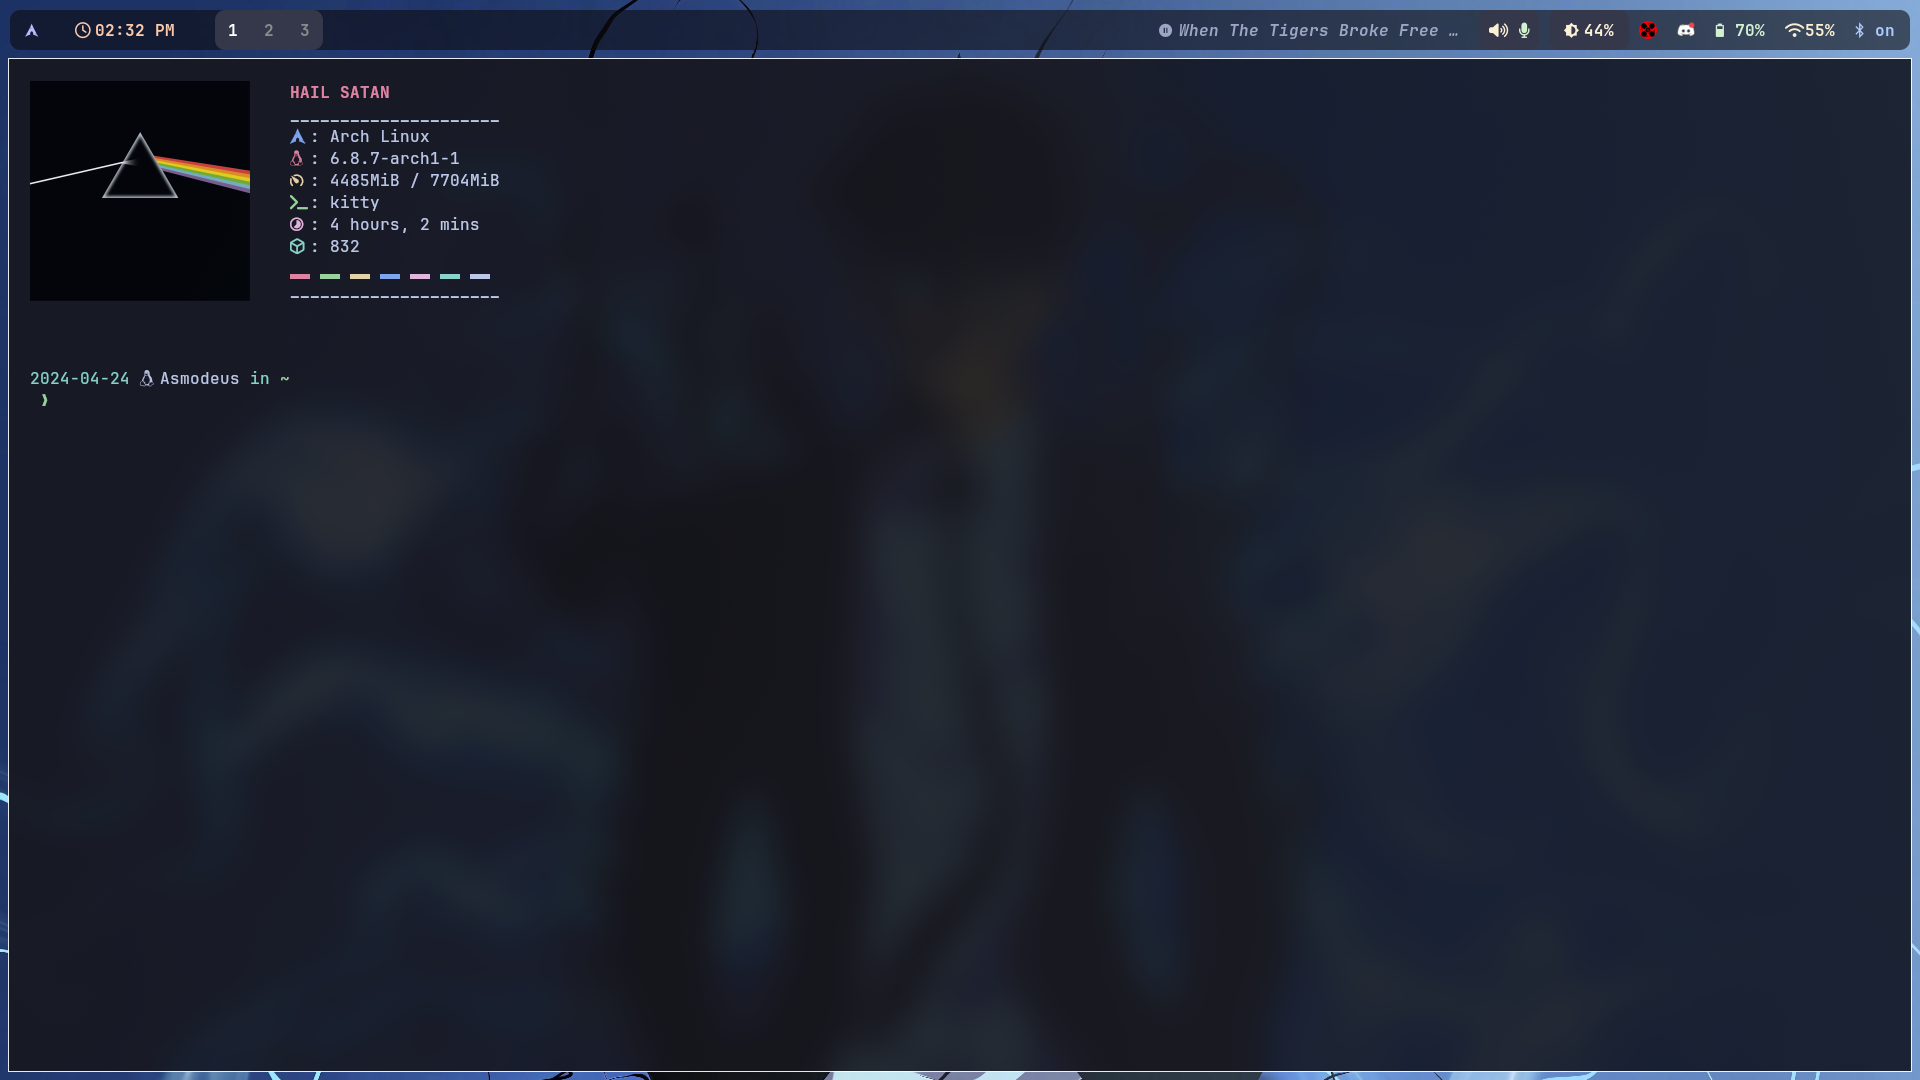 02:32 PM 1 2 3 When The Tigers Broke Free … 44% 70% 55% on
HAIL SATAN
---------------------
: Arch Linux
: 6.8.7-arch1-1
: 4485MiB / 7704MiB
: kitty
: 4 hours, 2 mins
: 832
---------------------
2024-04-24 Asmodeus in ~
❯